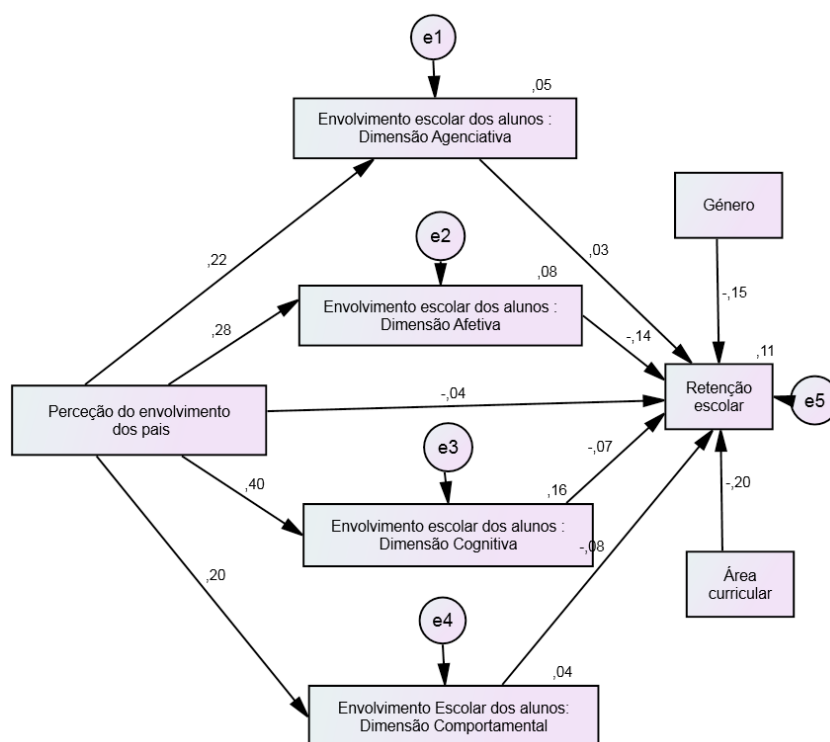 e1
,05
Envolvimento escolar dos alunos :
Dimensão Agenciativa
Género
e2
,22
,03
,08
-,15
Envolvimento escolar dos alunos :
Dimensão Afetiva
,28
-,14
,11
Retenção
escolar
e5
Perceção do envolvimento
dos pais
-,04
e3
-,07
,40
,16
-,20
Envolvimento escolar dos alunos :
Dimensão Cognitiva
-,08
Área
curricular
,20
e4
,04
Envolvimento Escolar dos alunos:
Dimensão Comportamental